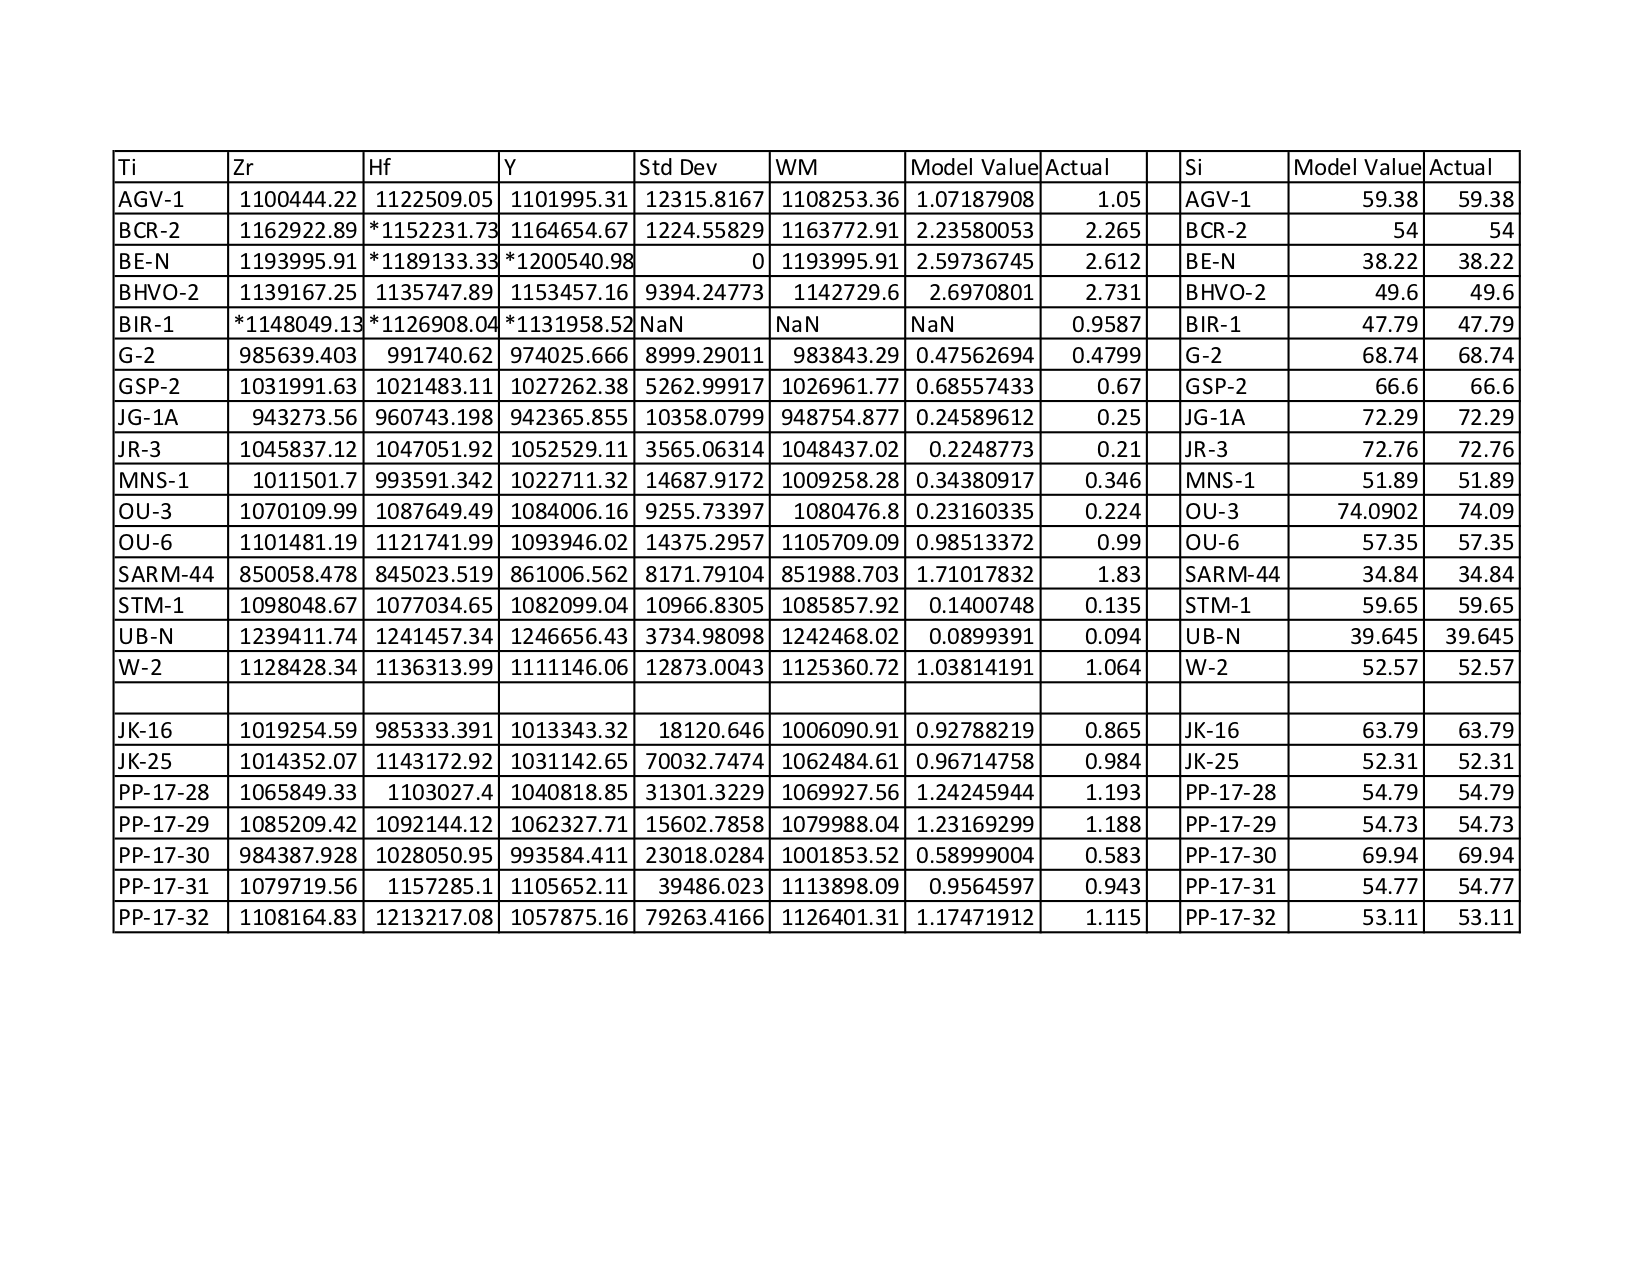 Ti Zr Hf Y Std Dev WM Model Value Actual Si Model Value Actual
AGV-1 1100444.22 1122509.05 1101995.31 12315.8167 1108253.36 1.07187908 1.05 AGV-1 59.38 59.38
BCR-2 1162922.89 *1152231.73 1164654.67 1224.55829 1163772.91 2.23580053 2.265 BCR-2 54 54
BE-N 1193995.91 *1189133.33 *1200540.98 0 1193995.91 2.59736745 2.612 BE-N 38.22 38.22
BHVO-2 1139167.25 1135747.89 1153457.16 9394.24773 1142729.6 2.6970801 2.731 BHVO-2 49.6 49.6
BIR-1 *1148049.13 *1126908.04 *1131958.52 NaN NaN NaN 0.9587 BIR-1 47.79 47.79
G-2 985639.403 991740.62 974025.666 8999.29011 983843.29 0.47562694 0.4799 G-2 68.74 68.74
GSP-2 1031991.63 1021483.11 1027262.38 5262.99917 1026961.77 0.68557433 0.67 GSP-2 66.6 66.6
JG-1A 943273.56 960743.198 942365.855 10358.0799 948754.877 0.24589612 0.25 JG-1A 72.29 72.29
JR-3 1045837.12 1047051.92 1052529.11 3565.06314 1048437.02 0.2248773 0.21 JR-3 72.76 72.76
MNS-1 1011501.7 993591.342 1022711.32 14687.9172 1009258.28 0.34380917 0.346 MNS-1 51.89 51.89
OU-3 1070109.99 1087649.49 1084006.16 9255.73397 1080476.8 0.23160335 0.224 OU-3 74.0902 74.09
OU-6 1101481.19 1121741.99 1093946.02 14375.2957 1105709.09 0.98513372 0.99 OU-6 57.35 57.35
SARM-44 850058.478 845023.519 861006.562 8171.79104 851988.703 1.71017832 1.83 SARM-44 34.84 34.84
STM-1 1098048.67 1077034.65 1082099.04 10966.8305 1085857.92 0.1400748 0.135 STM-1 59.65 59.65
UB-N 1239411.74 1241457.34 1246656.43 3734.98098 1242468.02 0.0899391 0.094 UB-N 39.645 39.645
W-2 1128428.34 1136313.99 1111146.06 12873.0043 1125360.72 1.03814191 1.064 W-2 52.57 52.57
JK-16 1019254.59 985333.391 1013343.32 18120.646 1006090.91 0.92788219 0.865 JK-16 63.79 63.79
JK-25 1014352.07 1143172.92 1031142.65 70032.7474 1062484.61 0.96714758 0.984 JK-25 52.31 52.31
PP-17-28 1065849.33 1103027.4 1040818.85 31301.3229 1069927.56 1.24245944 1.193 PP-17-28 54.79 54.79
PP-17-29 1085209.42 1092144.12 1062327.71 15602.7858 1079988.04 1.23169299 1.188 PP-17-29 54.73 54.73
PP-17-30 984387.928 1028050.95 993584.411 23018.0284 1001853.52 0.58999004 0.583 PP-17-30 69.94 69.94
PP-17-31 1079719.56 1157285.1 1105652.11 39486.023 1113898.09 0.9564597 0.943 PP-17-31 54.77 54.77
PP-17-32 1108164.83 1213217.08 1057875.16 79263.4166 1126401.31 1.17471912 1.115 PP-17-32 53.11 53.11